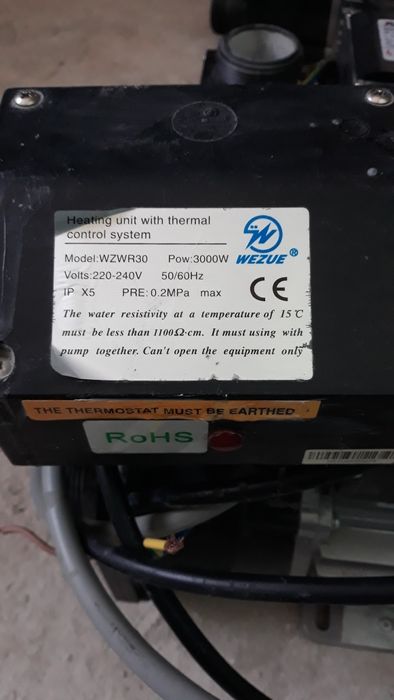 Heating unit with thermal
control system
WEZUE ®
Model:WZWR30 Pow:3000W
Volts:220-240V 50/60Hz
IP X5 PRE:0.2MPa max
CE
The water resistivity at a temperature of 15℃
must be less than 1100Ω·cm. It must using with
pump together. Can't open the equipment only
THE THERMOSTAT MUST BE EARTHED
RoHS